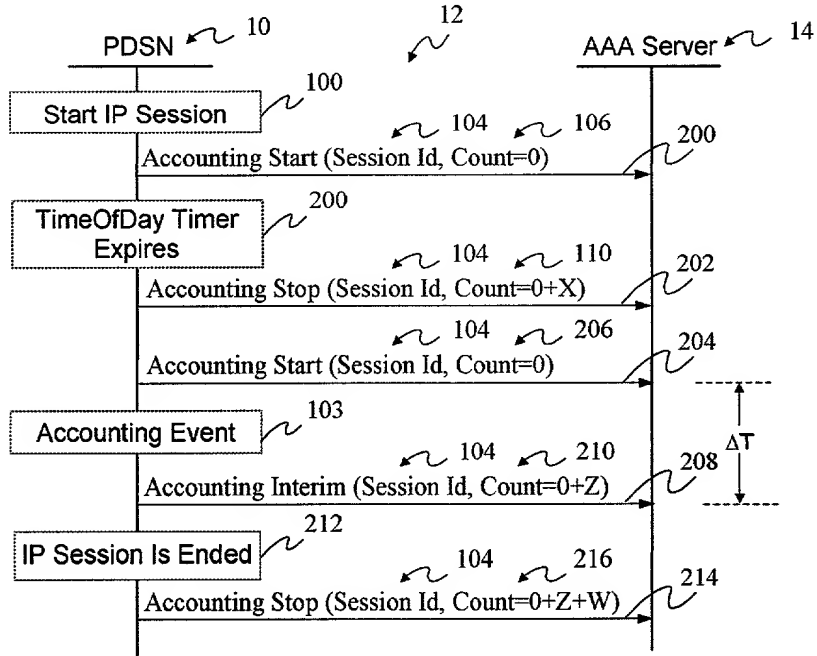 PDSN 10 12 AAA Server 14
100
Start IP Session
104 106
Accounting Start (Session Id, Count=0) 200
200
TimeOfDay Timer
Expires
104 110
Accounting Stop (Session Id, Count=0+X) 202
104 206
Accounting Start (Session Id, Count=0) 204
103
Accounting Event
ΔT
104 210
Accounting Interim (Session Id, Count=0+Z) 208
212
IP Session Is Ended
104 216
Accounting Stop (Session Id, Count=0+Z+W) 214